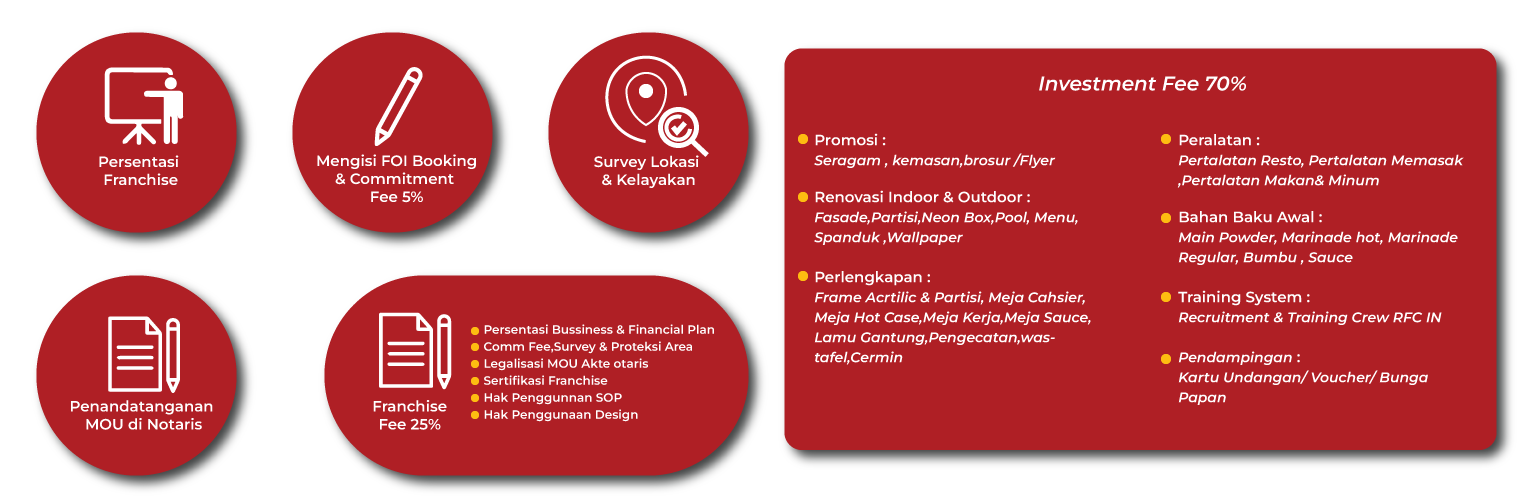 Persentasi
Franchise
Mengisi FOI Booking
& Commitment
Fee 5%
Survey Lokasi
& Kelayakan
Penandatanganan
MOU di Notaris
Franchise
Fee 25%
Persentasi Bussiness & Financial Plan
Comm Fee,Survey & Proteksi Area
Legalisasi MOU Akte otaris
Sertifikasi Franchise
Hak Penggunnan SOP
Hak Penggunaan Design
Investment Fee 70%
Promosi :
Seragam , kemasan,brosur /Flyer
Renovasi Indoor & Outdoor :
Fasade,Partisi,Neon Box,Pool, Menu,
Spanduk ,Wallpaper
Perlengkapan :
Frame Acrtilic & Partisi, Meja Cahsier,
Meja Hot Case,Meja Kerja,Meja Sauce,
Lamu Gantung,Pengecatan,was-
tafel,Cermin
Peralatan :
Pertalatan Resto, Pertalatan Memasak
,Pertalatan Makan& Minum
Bahan Baku Awal :
Main Powder, Marinade hot, Marinade
Regular, Bumbu , Sauce
Training System :
Recruitment & Training Crew RFC IN
Pendampingan :
Kartu Undangan/ Voucher/ Bunga
Papan